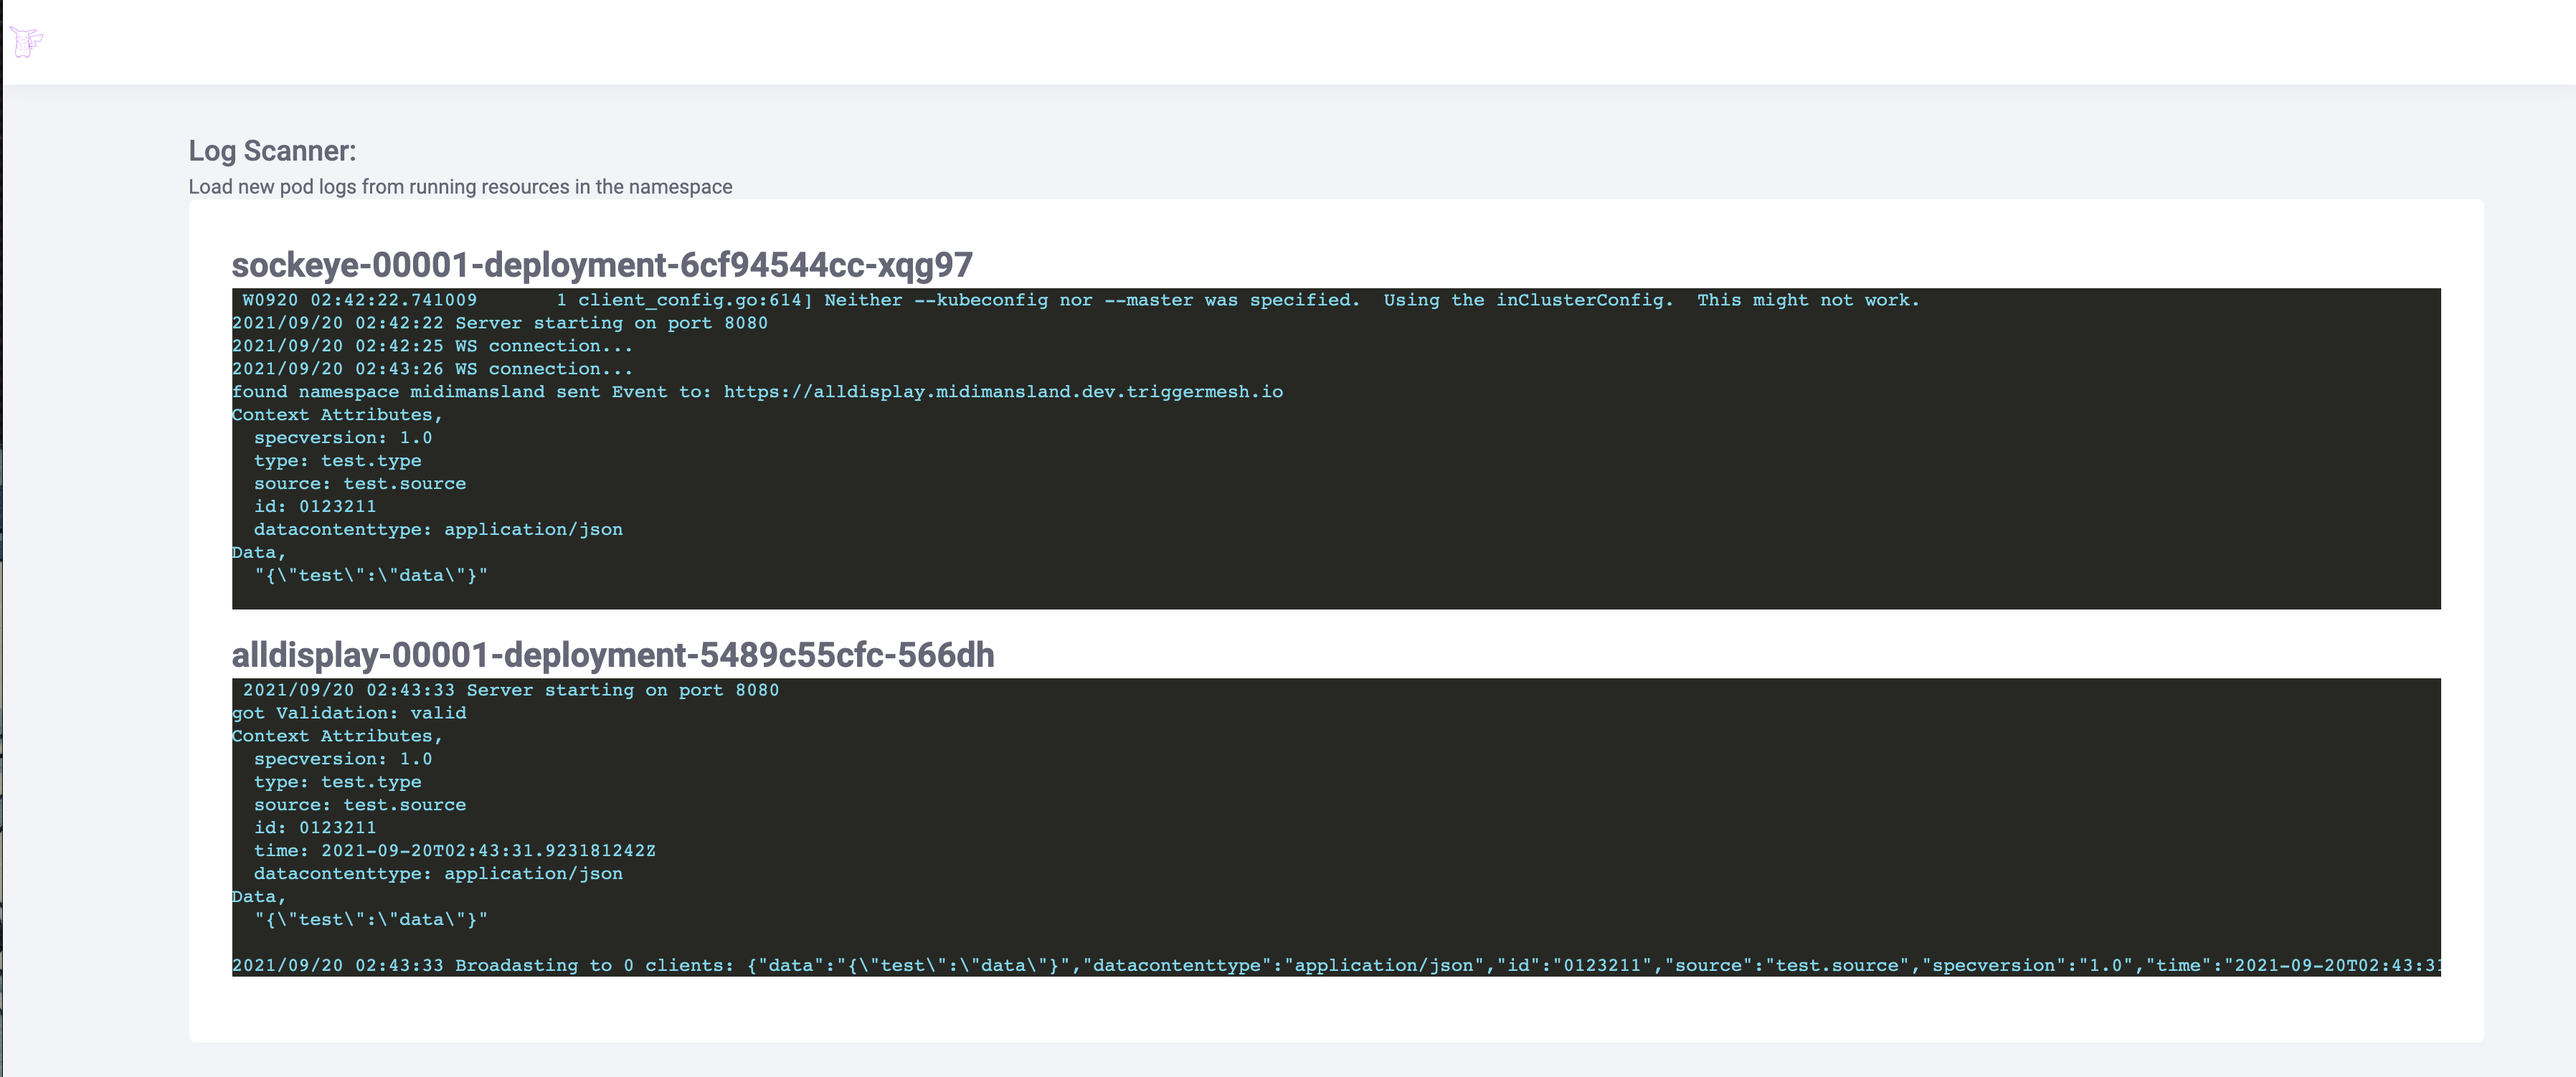 Log Scanner:
Load new pod logs from running resources in the namespace
sockeye-00001-deployment-6cf94544cc-xqg97
W0920 02:42:22.741009       1 client_config.go:614] Neither --kubeconfig nor --master was specified.  Using the inClusterConfig.  This might not work.
2021/09/20 02:42:22 Server starting on port 8080
2021/09/20 02:42:25 WS connection...
2021/09/20 02:43:26 WS connection...
found namespace midimansland sent Event to: https://alldisplay.midimansland.dev.triggermesh.io
Context Attributes,
  specversion: 1.0
  type: test.type
  source: test.source
  id: 0123211
  datacontenttype: application/json
Data,
  "{\"test\":\"data\"}"
alldisplay-00001-deployment-5489c55cfc-566dh
2021/09/20 02:43:33 Server starting on port 8080
got Validation: valid
Context Attributes,
  specversion: 1.0
  type: test.type
  source: test.source
  id: 0123211
  time: 2021-09-20T02:43:31.923181242Z
  datacontenttype: application/json
Data,
  "{\"test\":\"data\"}"
2021/09/20 02:43:33 Broadasting to 0 clients: {"data":"{\"test\":\"data\"}","datacontenttype":"application/json","id":"0123211","source":"test.source","specversion":"1.0","time":"2021-09-20T02:43:31